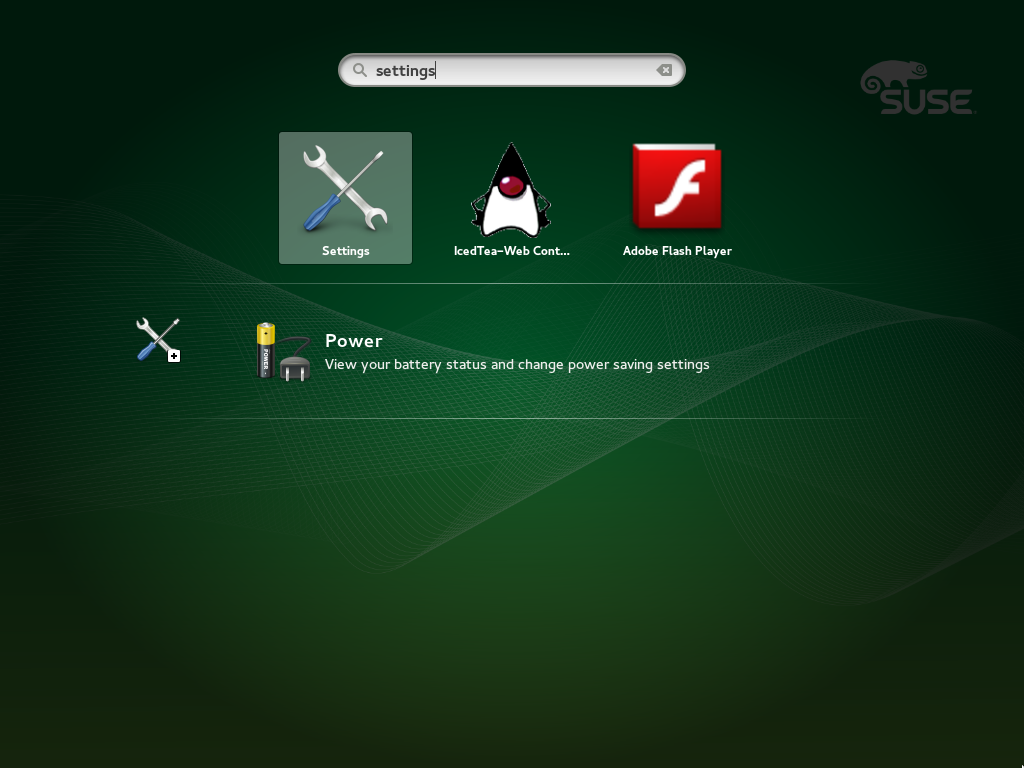 settings
SUSE
Settings
IcedTea-Web Cont...
Adobe Flash Player
POWER
Power
View your battery status and change power saving settings